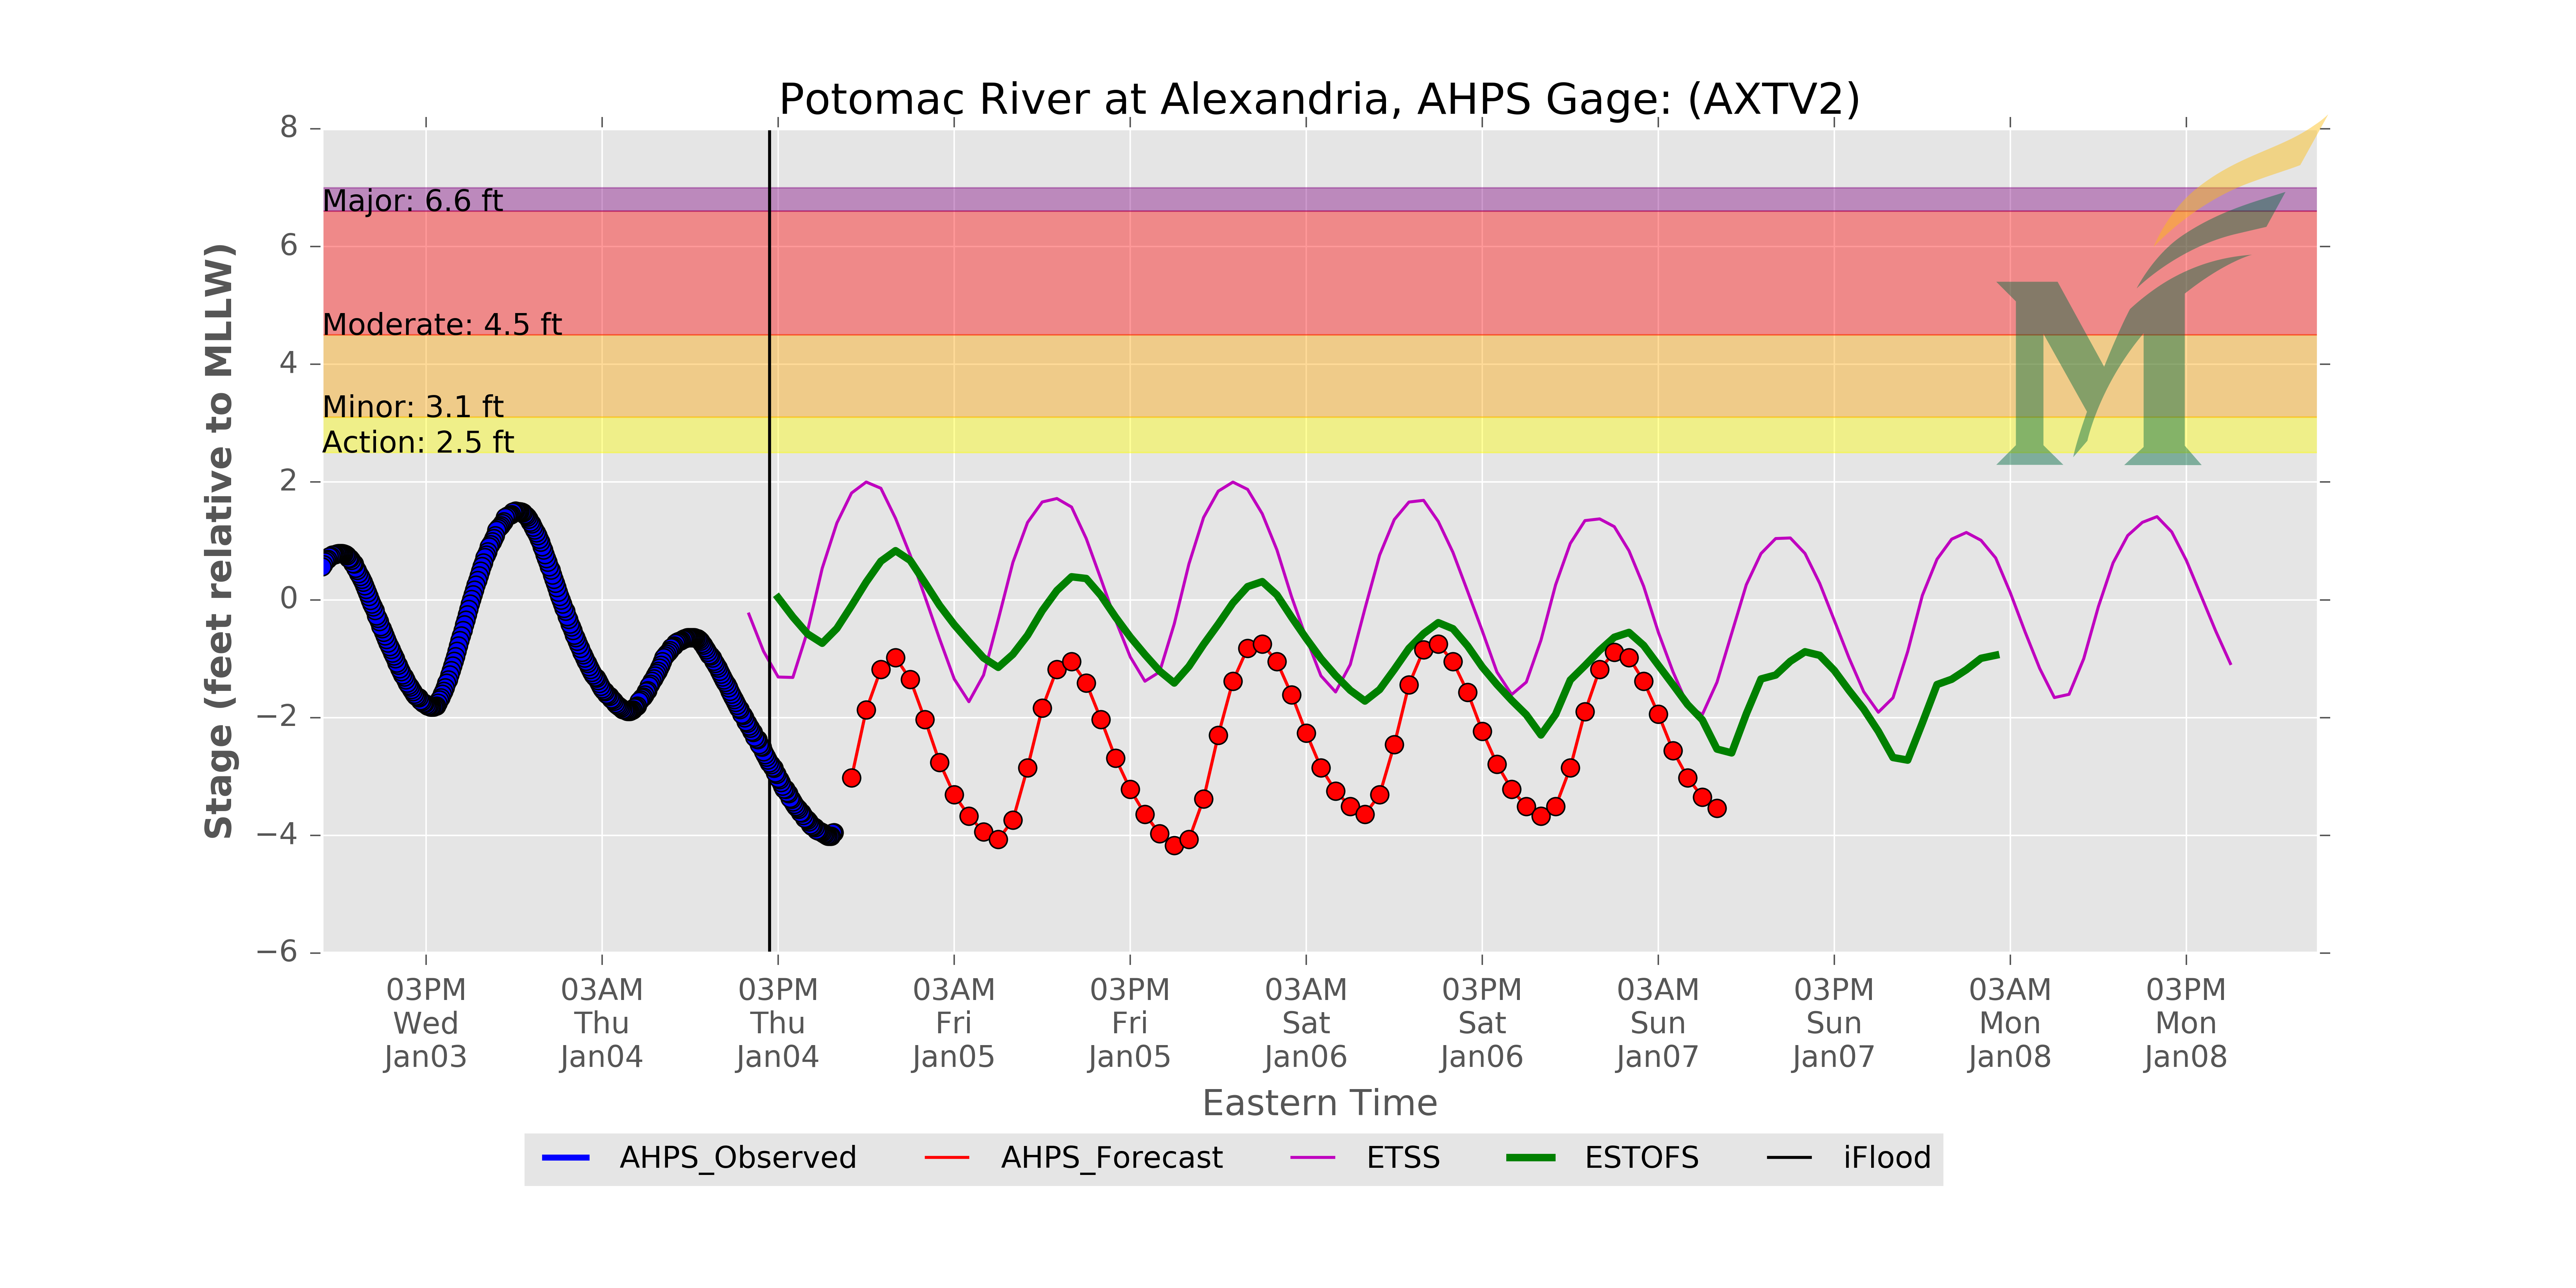 Potomac River at Alexandria, AHPS Gage: (AXTV2)
Stage (feet relative to MLLW)
8
6
4
2
0
−2
−4
−6
Major: 6.6 ft
Moderate: 4.5 ft
Minor: 3.1 ft
Action: 2.5 ft
M
03PM 03AM 03PM 03AM 03PM 03AM 03PM 03AM 03PM 03AM 03PM
Wed Thu Thu Fri Fri Sat Sat Sun Sun Mon Mon
Jan03 Jan04 Jan04 Jan05 Jan05 Jan06 Jan06 Jan07 Jan07 Jan08 Jan08
Eastern Time
AHPS_Observed AHPS_Forecast ETSS ESTOFS iFlood